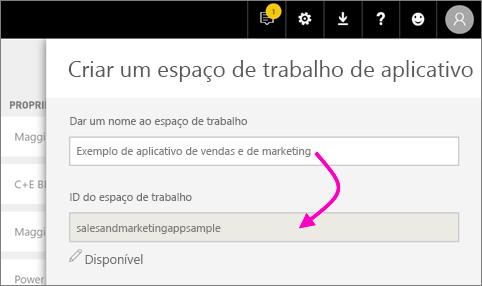 1
?
Criar um espaço de trabalho de aplicativo
PROPRI
Dar um nome ao espaço de trabalho
Maggi
Exemplo de aplicativo de vendas e de marketing
C+E BI
ID do espaço de trabalho
Maggi
salesandmarketingappsample
Disponível
Power